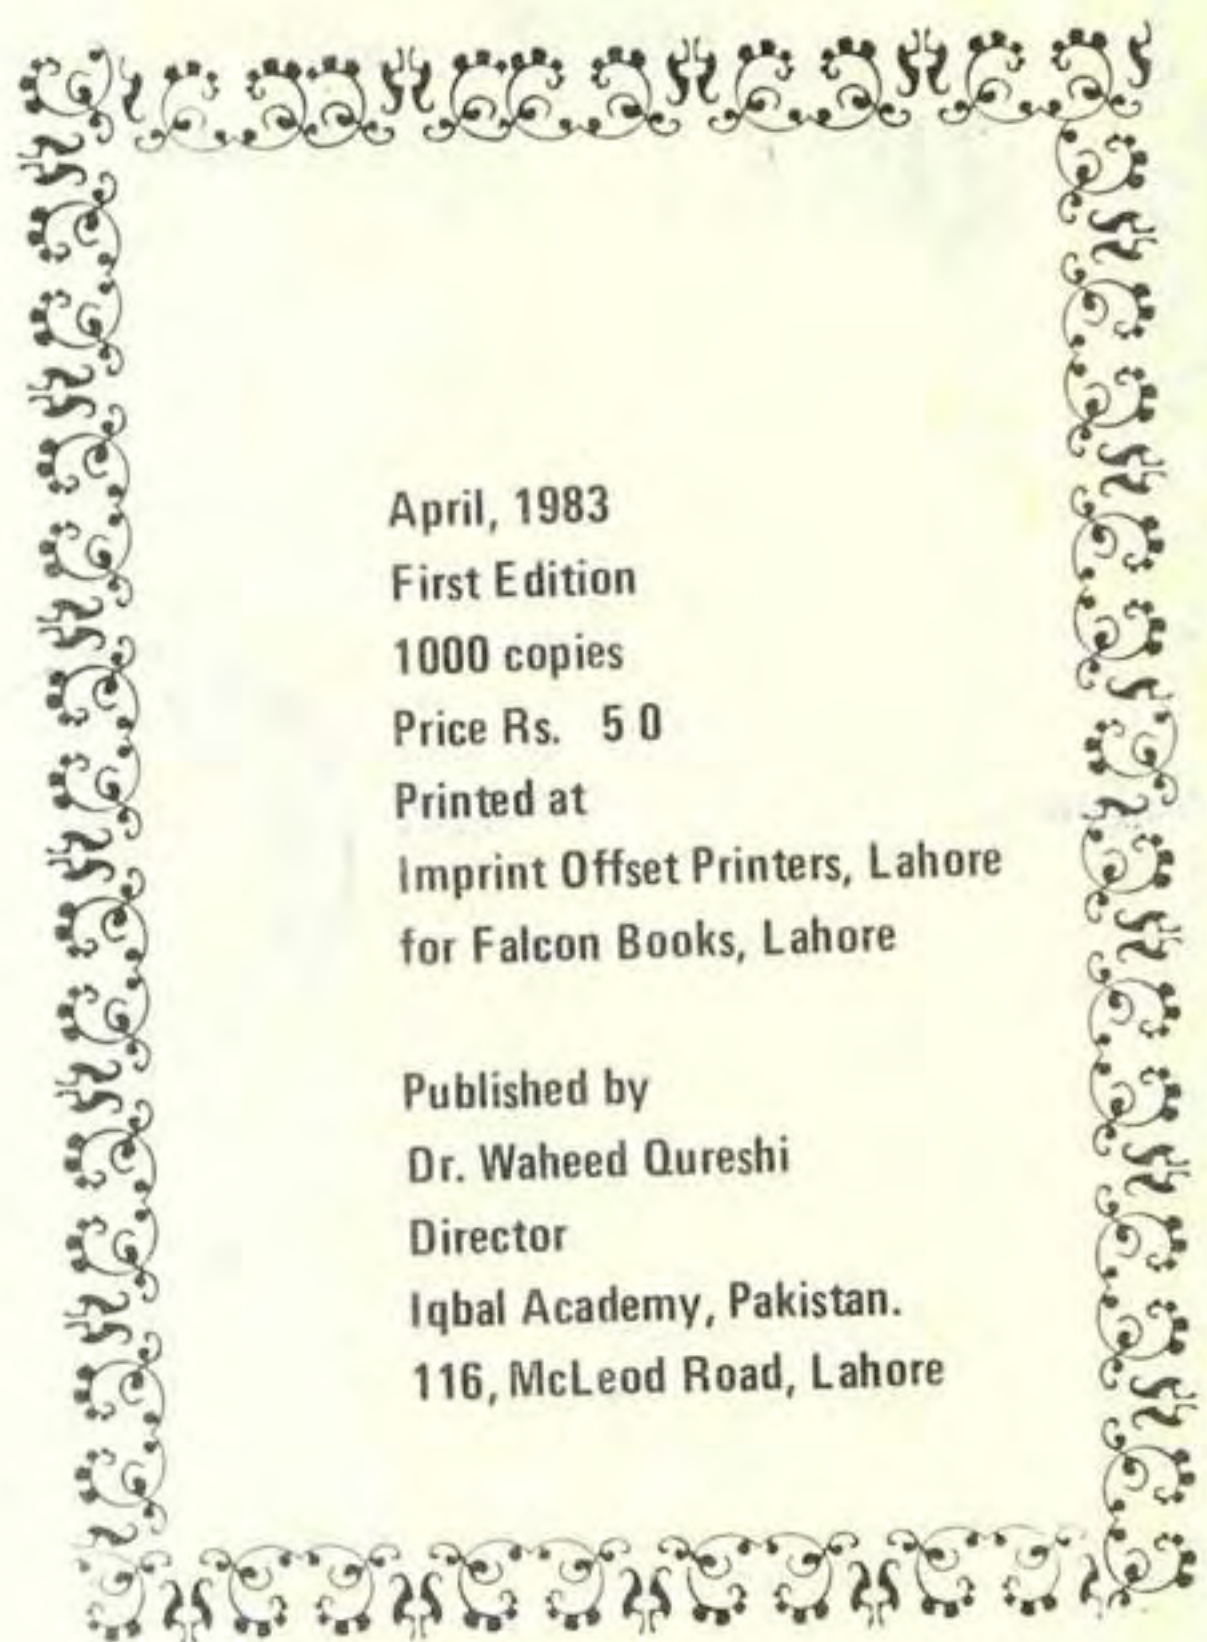 April, 1983
First Edition
1000 copies
Price Rs. 50
Printed at
Imprint Offset Printers, Lahore
for Falcon Books, Lahore
Published by
Dr. Waheed Qureshi
Director
Iqbal Academy, Pakistan.
116, McLeod Road, Lahore